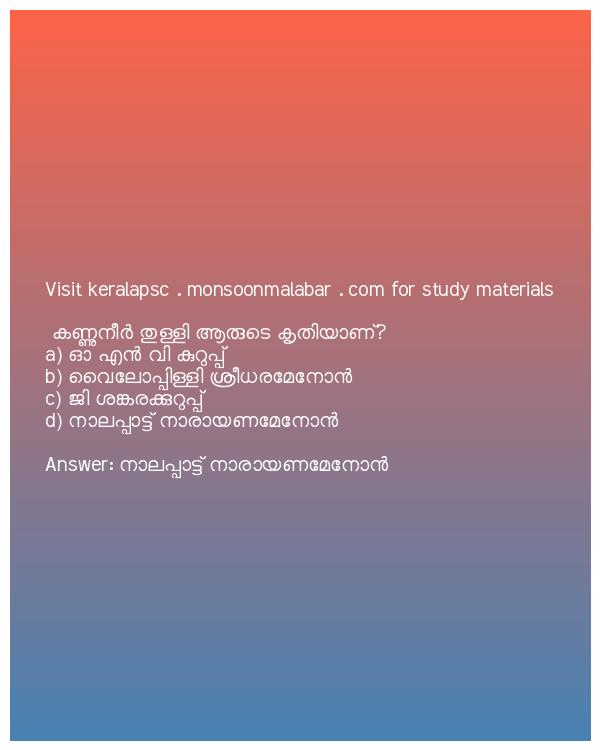 Visit keralapsc . monsoonmalabar . com for study materials
കണ്ണുനീർ തുള്ളി ആരുടെ കൃതിയാണ്?
a) ഓ എൻ വി കുറുപ്പ്
b) വൈലോപ്പിള്ളി ശ്രീധരമേനോൻ
c) ജി ശങ്കരക്കുറുപ്പ്
d) നാലപ്പാട്ട് നാരായണമേനോൻ
Answer: നാലപ്പാട്ട് നാരായണമേനോൻ